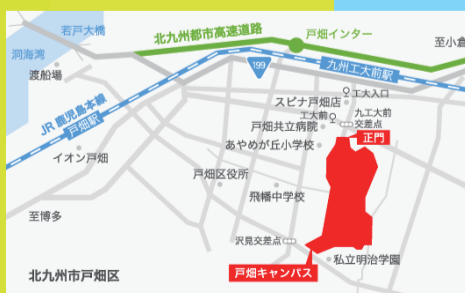 若戸大橋
北九州都市高速道路
戸畑インター
至小倉
洞海湾
渡船場
199
九州工大前駅
スピナ戸畑店
工大入口
JR鹿児島本線
戸畑駅
工大前
九工大前
交差点
戸畑共立病院
正門
あやめが丘小学校
イオン戸畑
戸畑区役所
飛幡中学校
至博多
沢見交差点
私立明治学園
北九州市戸畑区
戸畑キャンパス